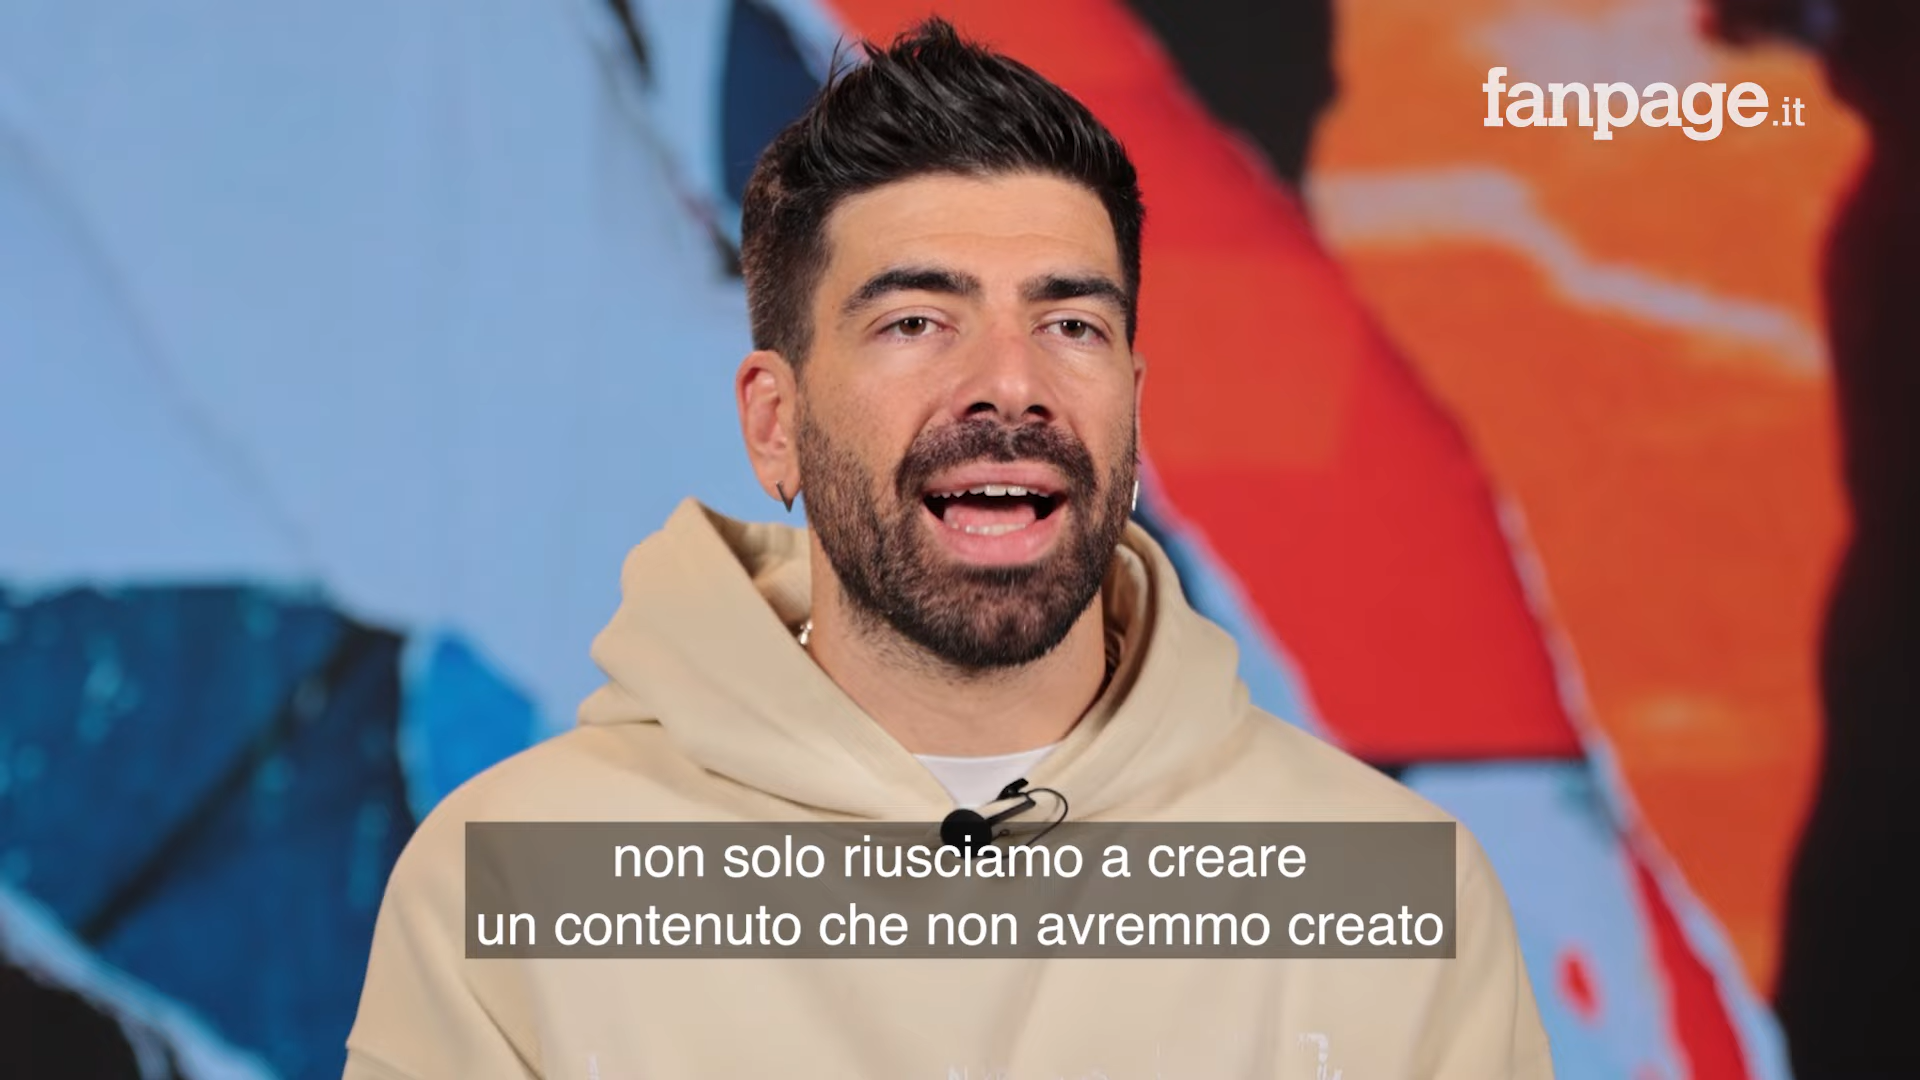 fanpage.it
non solo riusciamo a creare
un contenuto che non avremmo creato